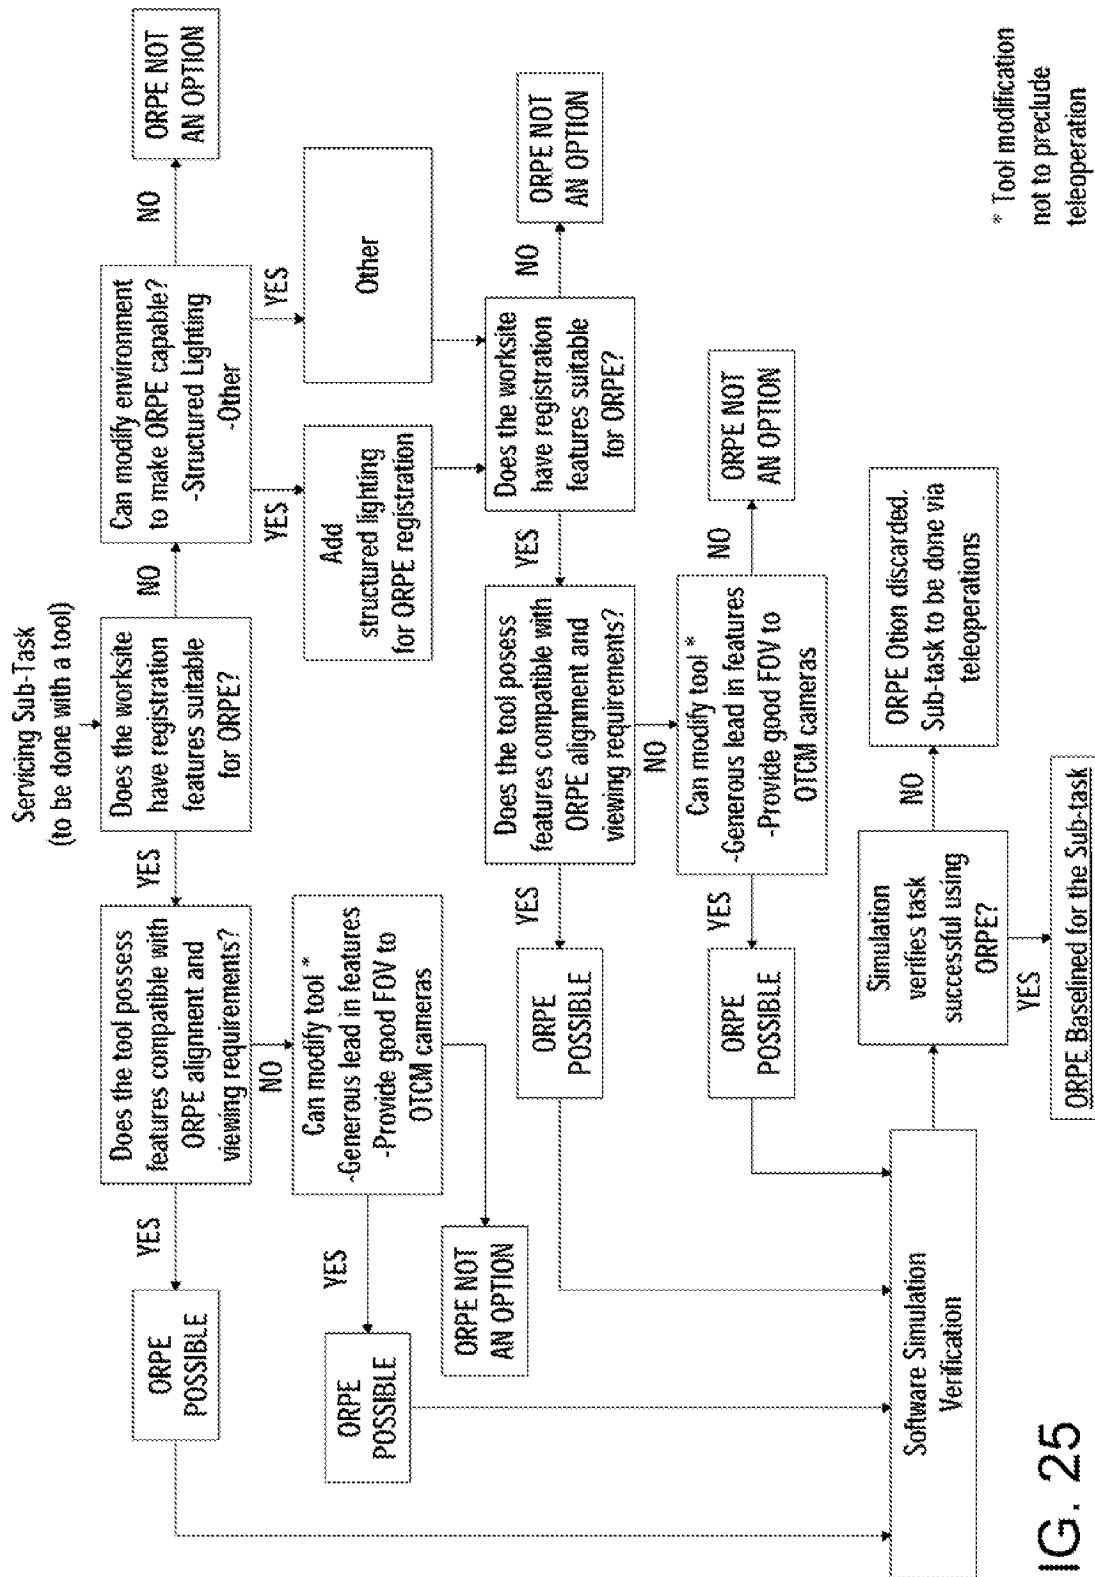 Servicing Sub-Task
(to be done with a tool)
Does the worksite
have registration
features suitable
for ORPE?
YES
NO
Does the tool possess
features compatible with
ORPE alignment and
viewing requirements?
YES
NO
ORPE
POSSIBLE
Can modify tool *
-Generous lead in features
-Provide good FOV to
OTCM cameras
YES
ORPE
POSSIBLE
ORPE NOT
AN OPTION
Can modify environment
to make ORPE capable?
-Structured Lighting
-Other
NO
ORPE NOT
AN OPTION
YES
YES
Add
structured lighting
for ORPE registration
Other
Does the worksite
have registration
features suitable
for ORPE?
NO
ORPE NOT
AN OPTION
YES
Does the tool posess
features compatible with
ORPE alignment and
viewing requirements?
YES
NO
ORPE
POSSIBLE
Can modify tool *
-Generous lead in features
-Provide good FOV to
OTCM cameras
YES
NO
ORPE
POSSIBLE
ORPE NOT
AN OPTION
Software Simulation
Verification
Simulation
verifies task
successful using
ORPE?
NO
ORPE Otion discarded.
Sub-task to be done via
teleoperations
YES
ORPE Baselined for the Sub-task
* Tool modification
not to preclude
teleoperation
IG. 25